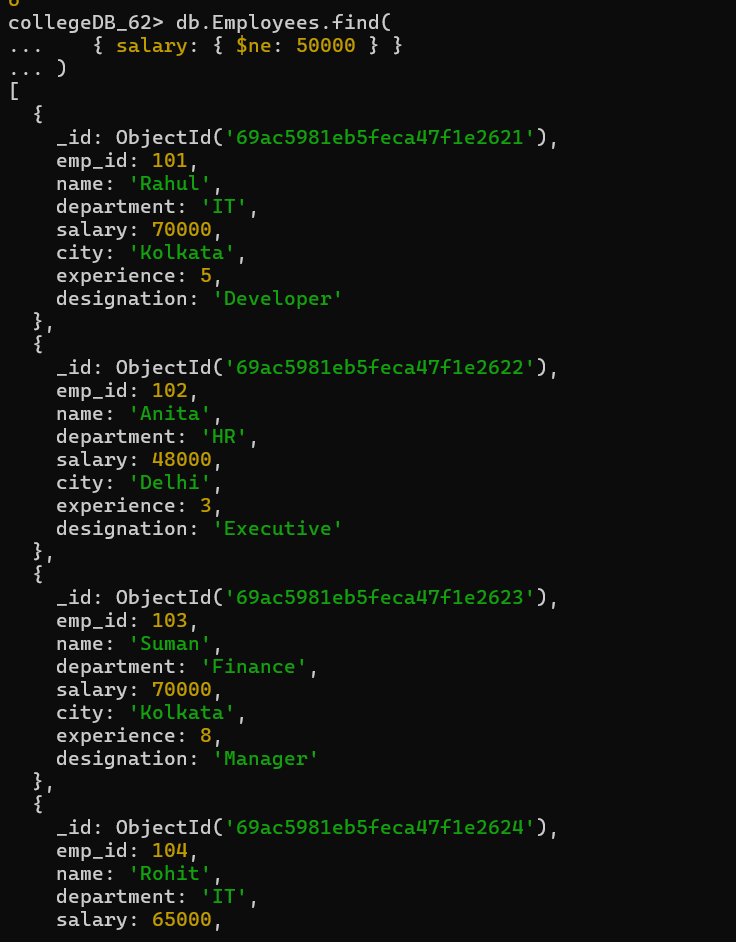 collegeDB_62> db.Employees.find(
...    { salary: { $ne: 50000 } }
... )
[
  {
    _id: ObjectId('69ac5981eb5feca47f1e2621'),
    emp_id: 101,
    name: 'Rahul',
    department: 'IT',
    salary: 70000,
    city: 'Kolkata',
    experience: 5,
    designation: 'Developer'
  },
  {
    _id: ObjectId('69ac5981eb5feca47f1e2622'),
    emp_id: 102,
    name: 'Anita',
    department: 'HR',
    salary: 48000,
    city: 'Delhi',
    experience: 3,
    designation: 'Executive'
  },
  {
    _id: ObjectId('69ac5981eb5feca47f1e2623'),
    emp_id: 103,
    name: 'Suman',
    department: 'Finance',
    salary: 70000,
    city: 'Kolkata',
    experience: 8,
    designation: 'Manager'
  },
  {
    _id: ObjectId('69ac5981eb5feca47f1e2624'),
    emp_id: 104,
    name: 'Rohit',
    department: 'IT',
    salary: 65000,